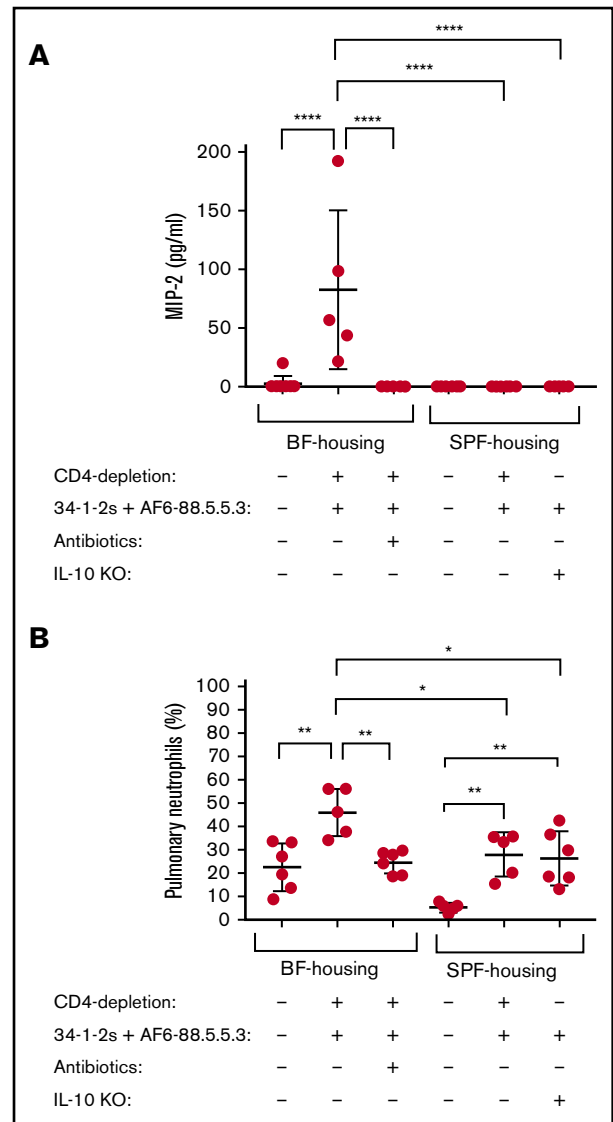 A
****
****
**** ****
200
150
100
50
0
MIP-2 (pg/ml)
BF-housing SPF-housing
CD4-depletion: – + + – + –
34-1-2s + AF6-88.5.5.3: – + + – + +
Antibiotics: – – + – – –
IL-10 KO: – – – – – +
B
*
*
** ** **
**
100
90
80
70
60
50
40
30
20
10
0
Pulmonary neutrophils (%)
BF-housing SPF-housing
CD4-depletion: – + + – + –
34-1-2s + AF6-88.5.5.3: – + + – + +
Antibiotics: – – + – – –
IL-10 KO: – – – – – +